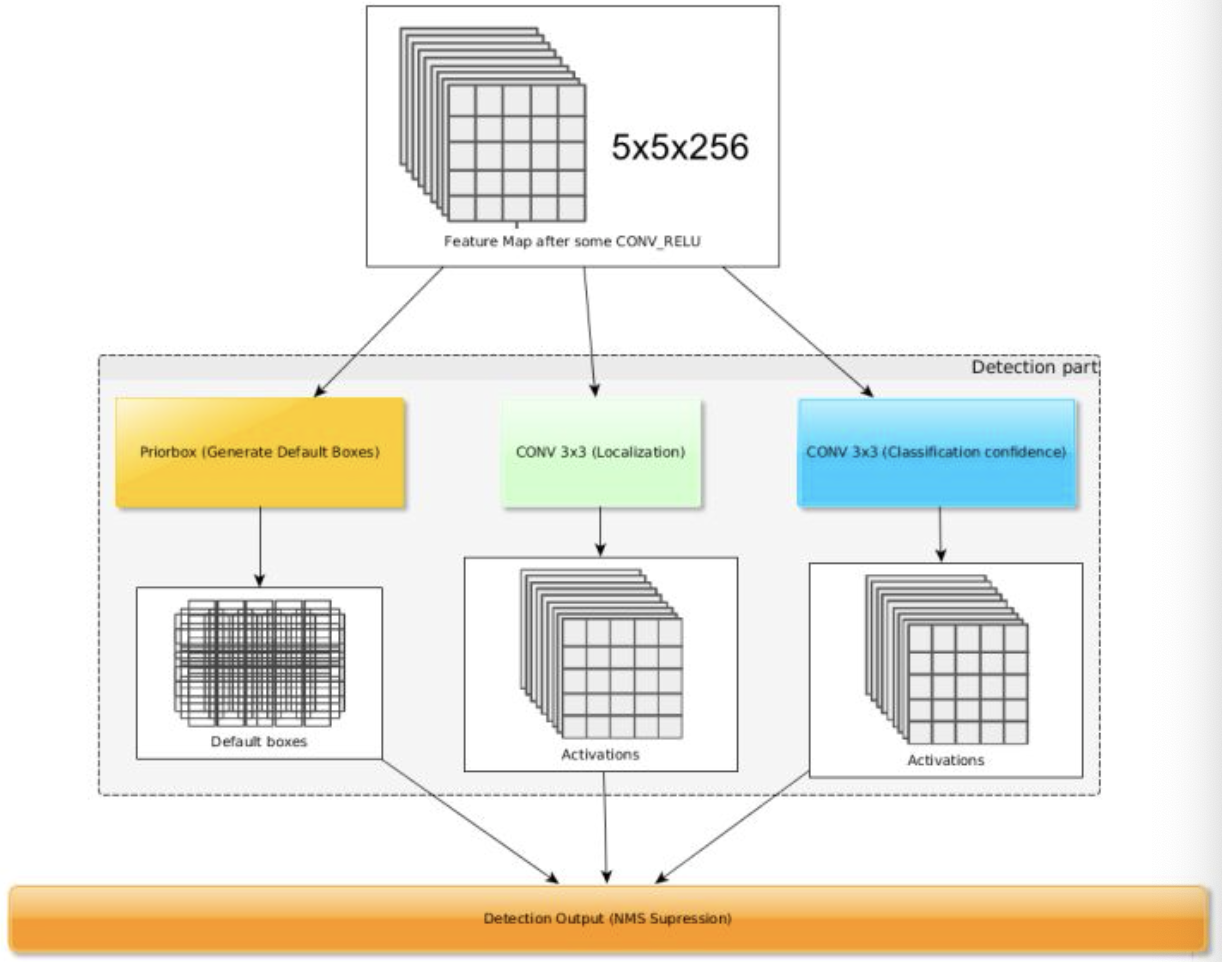 5x5x256
Feature Map after some CONV_RELU
Detection part
Priorbox (Generate Default Boxes)
CONV 3x3 (Localization)
CONV 3x3 (Classification confidence)
Default boxes
Activations
Activations
Detection Output (NMS Supression)